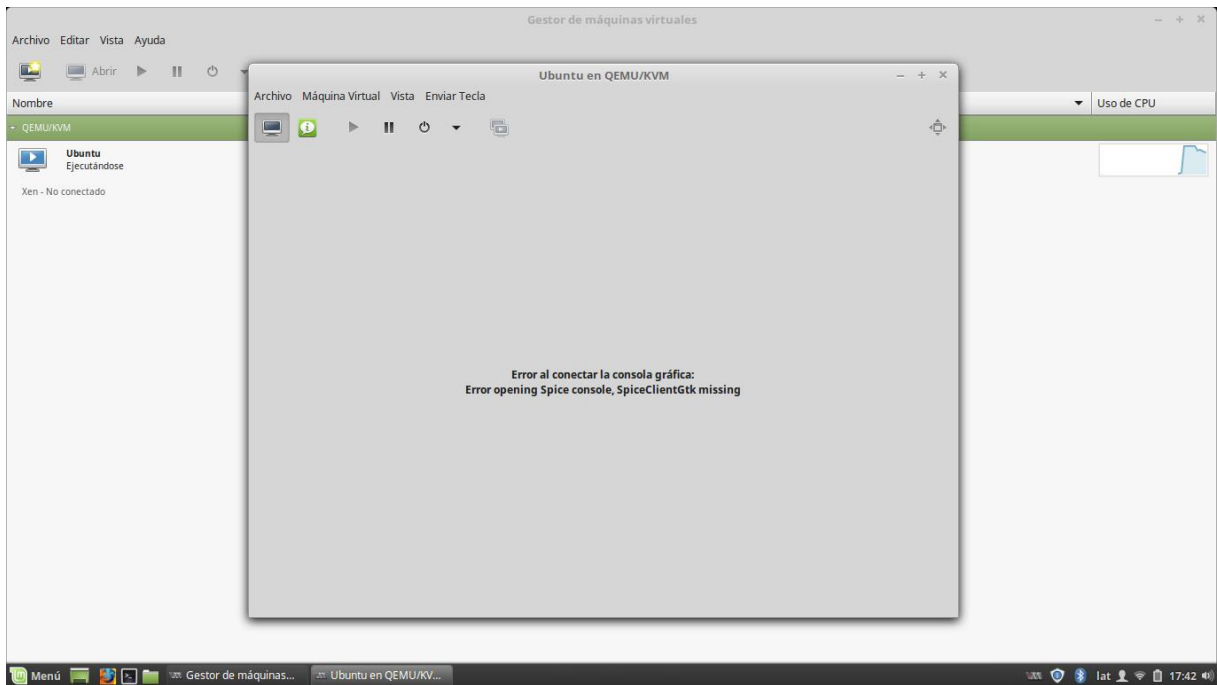 Gestor de máquinas virtuales
Archivo Editar Vista Ayuda
Abrir
Nombre
Uso de CPU
QEMU/KVM
Ubuntu
Ejecutándose
Xen - No conectado
Ubuntu en QEMU/KVM
Archivo Máquina Virtual Vista Enviar Tecla
Error al conectar la consola gráfica:
Error opening Spice console, SpiceClientGtk missing
Menú
Gestor de máquinas...
Ubuntu en QEMU/KV...
lat
17:42